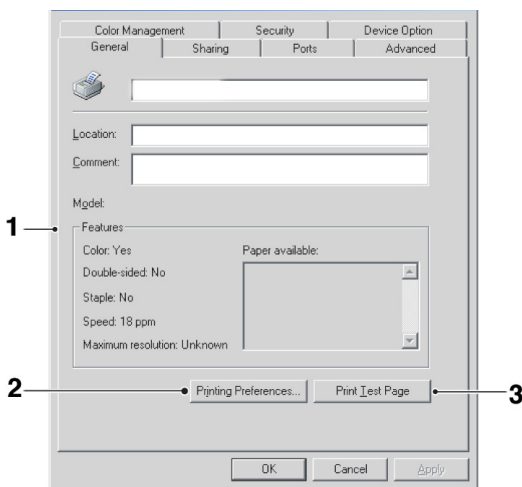 Color Management Security Device Option
General Sharing Ports Advanced
Location:
Comment:
Model:
1
Features
Color: Yes Paper available:
Double-sided: No
Staple: No
Speed: 18 ppm
Maximum resolution: Unknown
2 Printing Preferences... Print Test Page 3
OK Cancel Apply